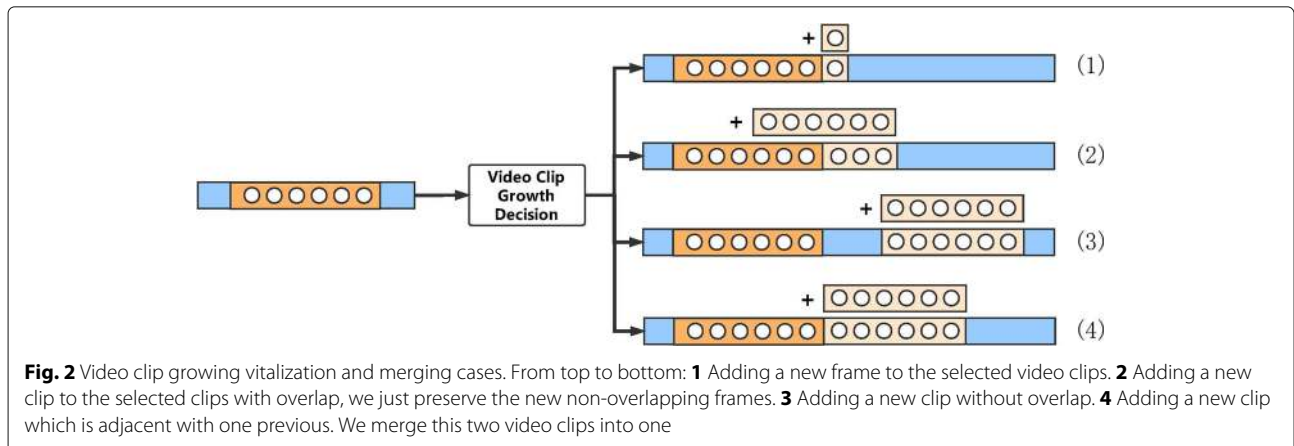 +
(1)
+
(2)
Video Clip
Growth
Decision
+
(3)
+
(4)
Fig. 2 Video clip growing vitalization and merging cases. From top to bottom: 1 Adding a new frame to the selected video clips. 2 Adding a new
clip to the selected clips with overlap, we just preserve the new non-overlapping frames. 3 Adding a new clip without overlap. 4 Adding a new clip
which is adjacent with one previous. We merge this two video clips into one